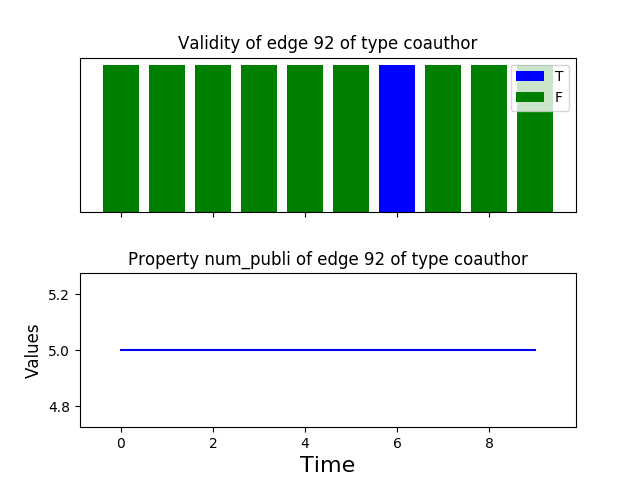 Validity of edge 92 of type coauthor
T
F
Property num_publi of edge 92 of type coauthor
5.2
5.0
4.8
Values
0 2 4 6 8
Time